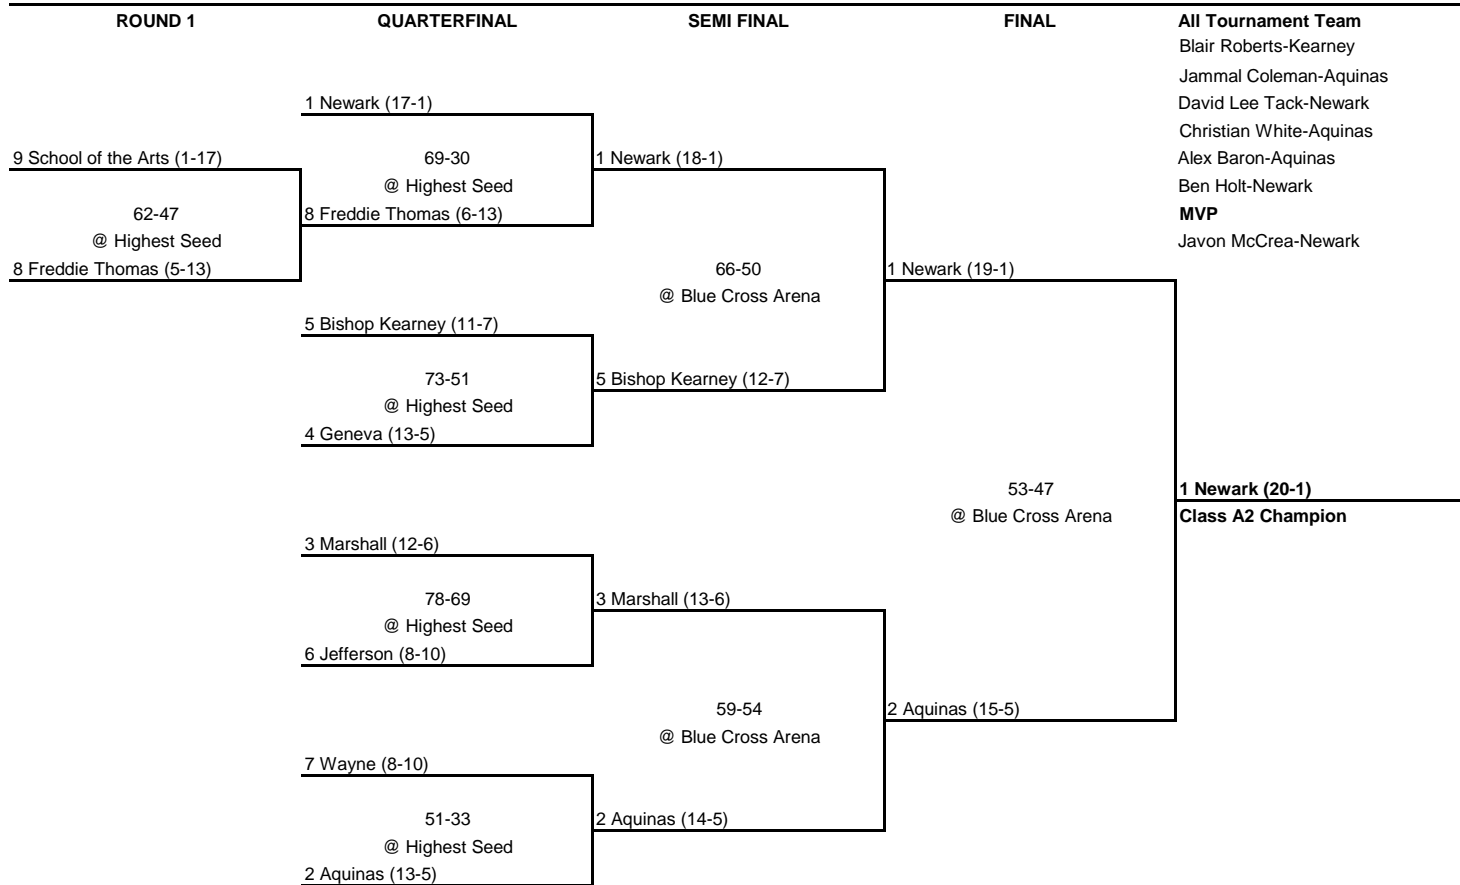 ROUND 1
QUARTERFINAL
SEMI FINAL
FINAL
All Tournament Team
Blair Roberts-Kearney
Jammal Coleman-Aquinas
David Lee Tack-Newark
Christian White-Aquinas
Alex Baron-Aquinas
Ben Holt-Newark
MVP
Javon McCrea-Newark
9 School of the Arts (1-17)
62-47
@ Highest Seed
8 Freddie Thomas (5-13)
1 Newark (17-1)
69-30
@ Highest Seed
8 Freddie Thomas (6-13)
5 Bishop Kearney (11-7)
73-51
@ Highest Seed
4 Geneva (13-5)
3 Marshall (12-6)
78-69
@ Highest Seed
6 Jefferson (8-10)
7 Wayne (8-10)
51-33
@ Highest Seed
2 Aquinas (13-5)
1 Newark (18-1)
66-50
@ Blue Cross Arena
5 Bishop Kearney (12-7)
3 Marshall (13-6)
59-54
@ Blue Cross Arena
2 Aquinas (14-5)
1 Newark (19-1)
53-47
@ Blue Cross Arena
2 Aquinas (15-5)
1 Newark (20-1)
Class A2 Champion